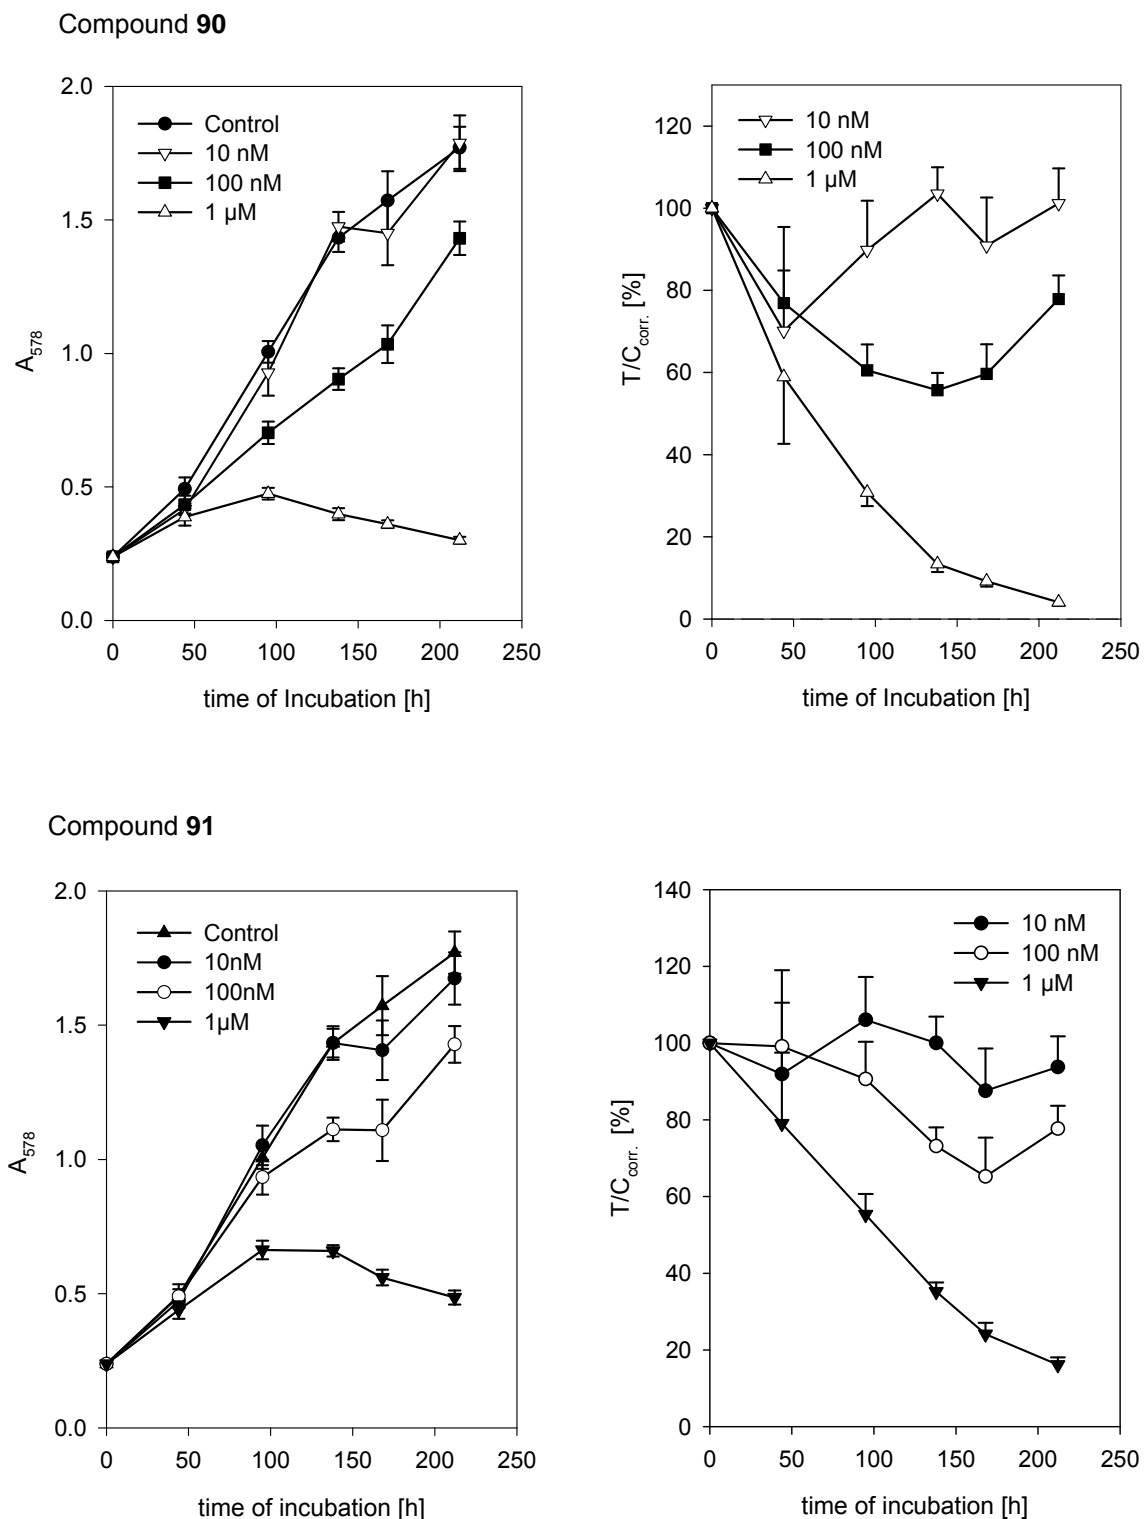 Compound 90
2.0
1.5
1.0
0.5
0.0
A578
Control
10 nM
100 nM
1 µM
0 50 100 150 200 250
time of Incubation [h]
120
100
80
60
40
20
0
T/Ccorr. [%]
10 nM
100 nM
1 µM
0 50 100 150 200 250
time of Incubation [h]
Compound 91
2.0
1.5
1.0
0.5
0.0
A578
Control
10nM
100nM
1µM
0 50 100 150 200 250
time of incubation [h]
140
120
100
80
60
40
20
0
T/Ccorr. [%]
10 nM
100 nM
1 µM
0 50 100 150 200 250
time of incubation [h]